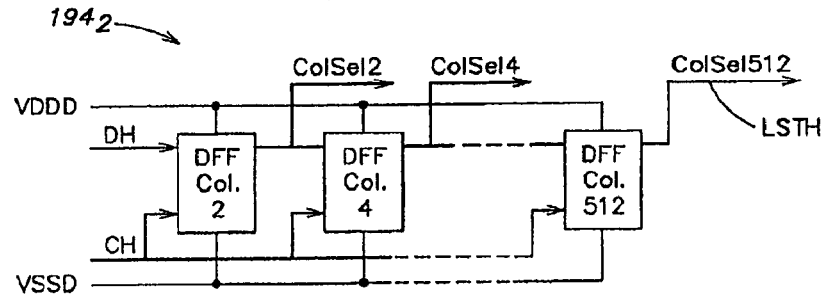 194₂
ColSel2
ColSel4
ColSel512
VDDD
LSTH
DH
DFF
Col.
2
DFF
Col.
4
DFF
Col.
512
CH
VSSD